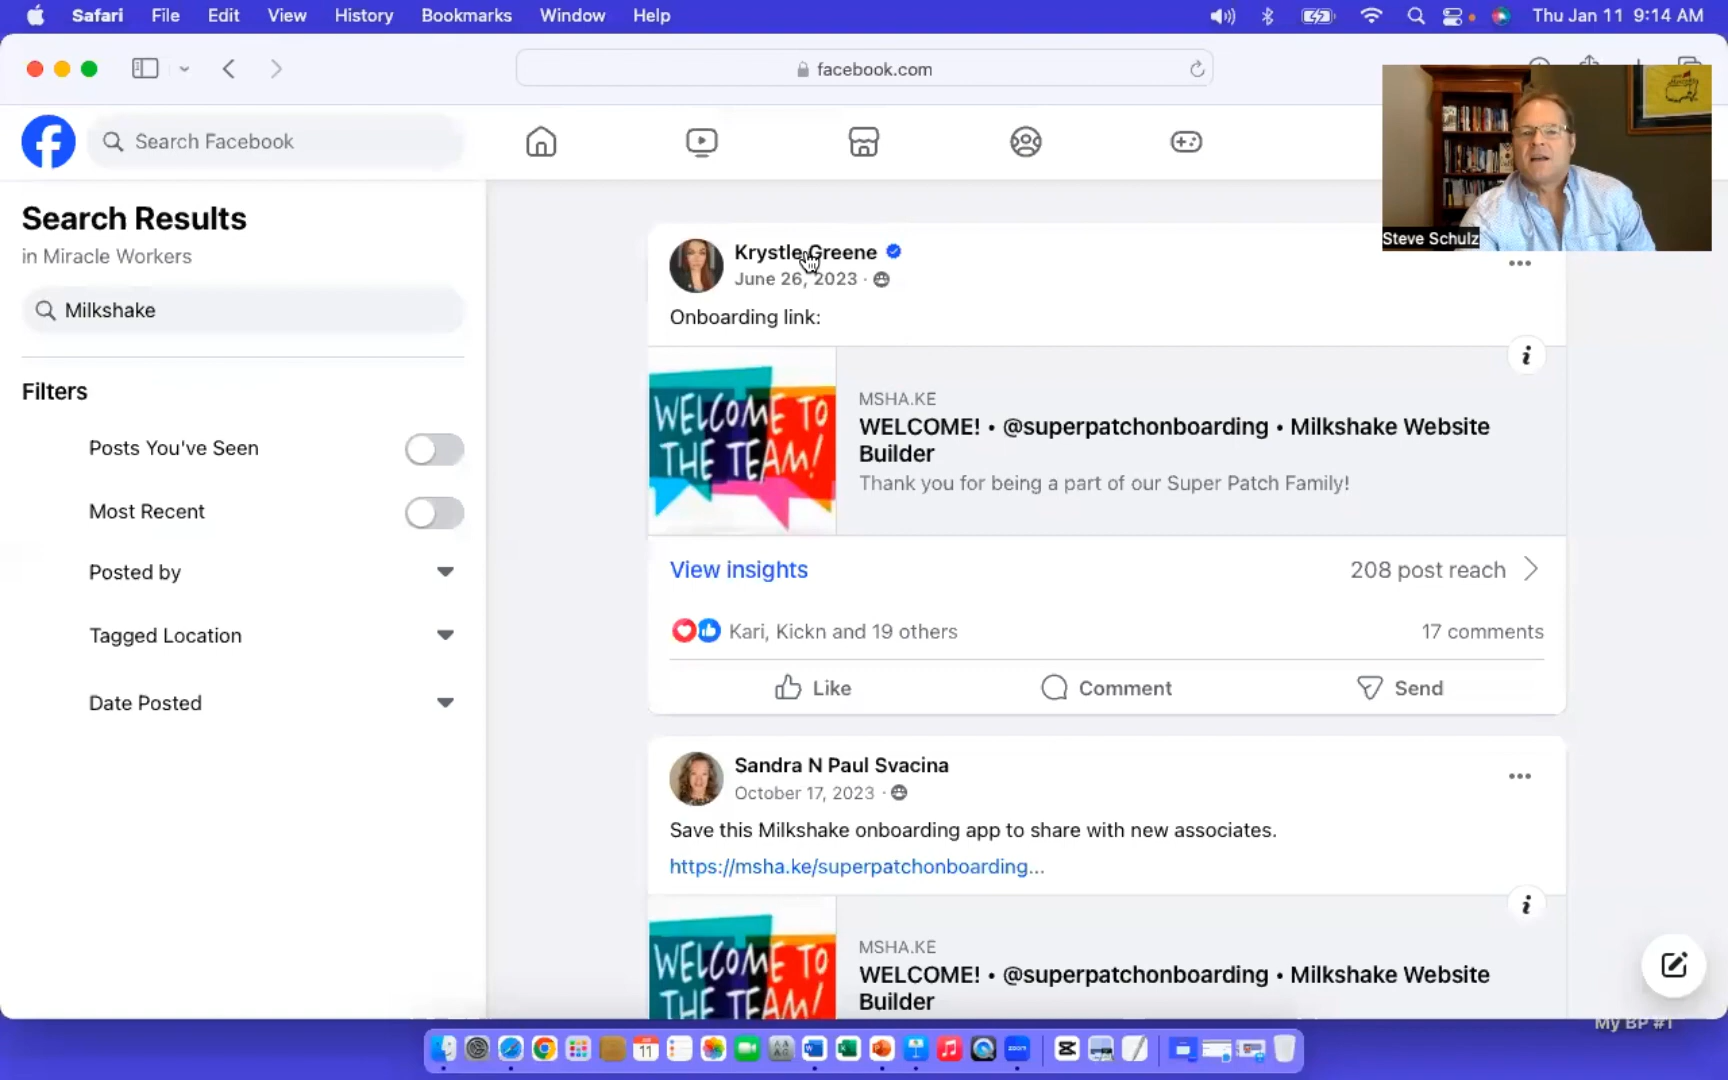 Safari File Edit View History Bookmarks Window Help Thu Jan 11 9:14 AM
facebook.com
Search Facebook
Steve Schulz
Search Results
in Miracle Workers
Milkshake
Filters
Posts You've Seen
Most Recent
Posted by
Tagged Location
Date Posted
Krystle Greene
June 26, 2023 ·
Onboarding link:
WELCOME TO
THE TEAM!
MSHA.KE
WELCOME! • @superpatchonboarding • Milkshake Website
Builder
Thank you for being a part of our Super Patch Family!
View insights
208 post reach
Kari, Kickn and 19 others
17 comments
Like
Comment
Send
Sandra N Paul Svacina
October 17, 2023 ·
Save this Milkshake onboarding app to share with new associates.
https://msha.ke/superpatchonboarding...
WELCOME TO
THE TEAM!
MSHA.KE
WELCOME! • @superpatchonboarding • Milkshake Website
Builder
My BP #1
11
zoom